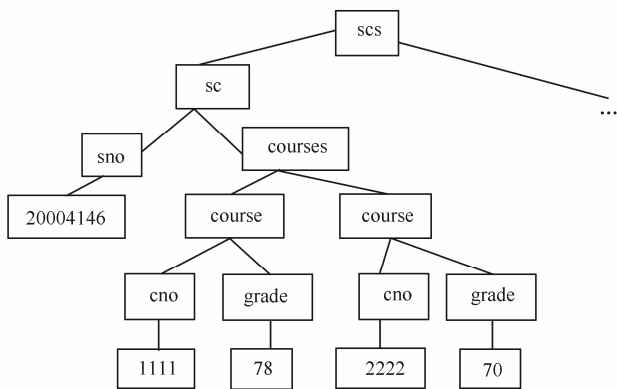 scs
sc
...
sno
courses
20004146
course
course
cno
grade
cno
grade
1111
78
2222
70